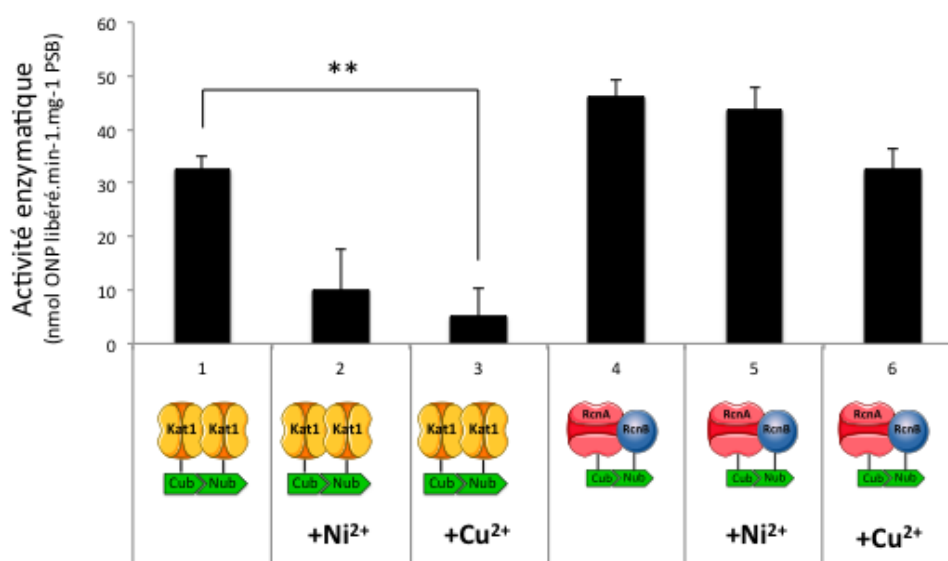 Activité enzymatique
(nmol ONP libéré.min-1.mg-1 PSB)
60
50
40
30
20
10
0
**
1 2 3 4 5 6
Kat1 Kat1 Kat1 Kat1 Kat1 Kat1 RcnA RcnB RcnA RcnB RcnA RcnB
Cub Nub Cub Nub Cub Nub Cub Nub Cub Nub Cub Nub
+Ni²⁺ +Cu²⁺ +Ni²⁺ +Cu²⁺